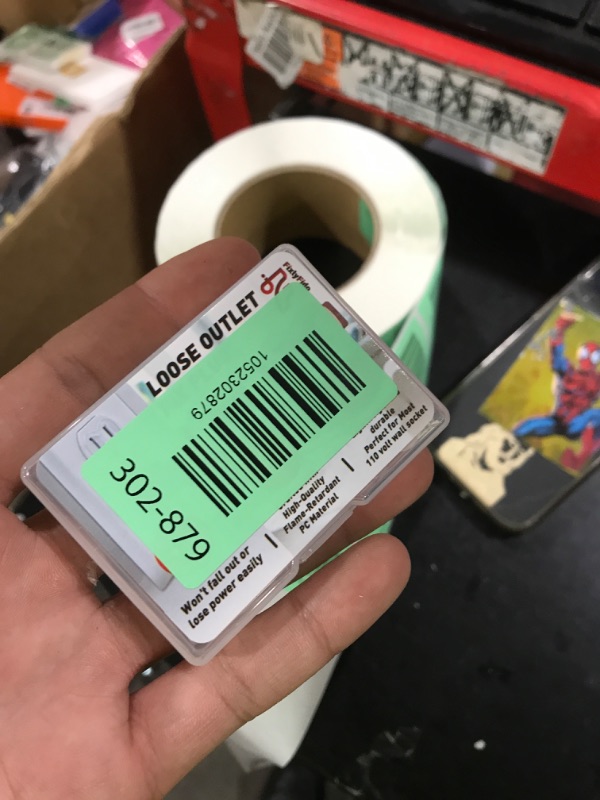 FixtyFide
LOOSE OUTLET
1052302879
302-879
durable
Perfect for Most
110 volt wall socket
High-Quality
Flame-Retardant
PC Material
Won't fall out or
lose power easily